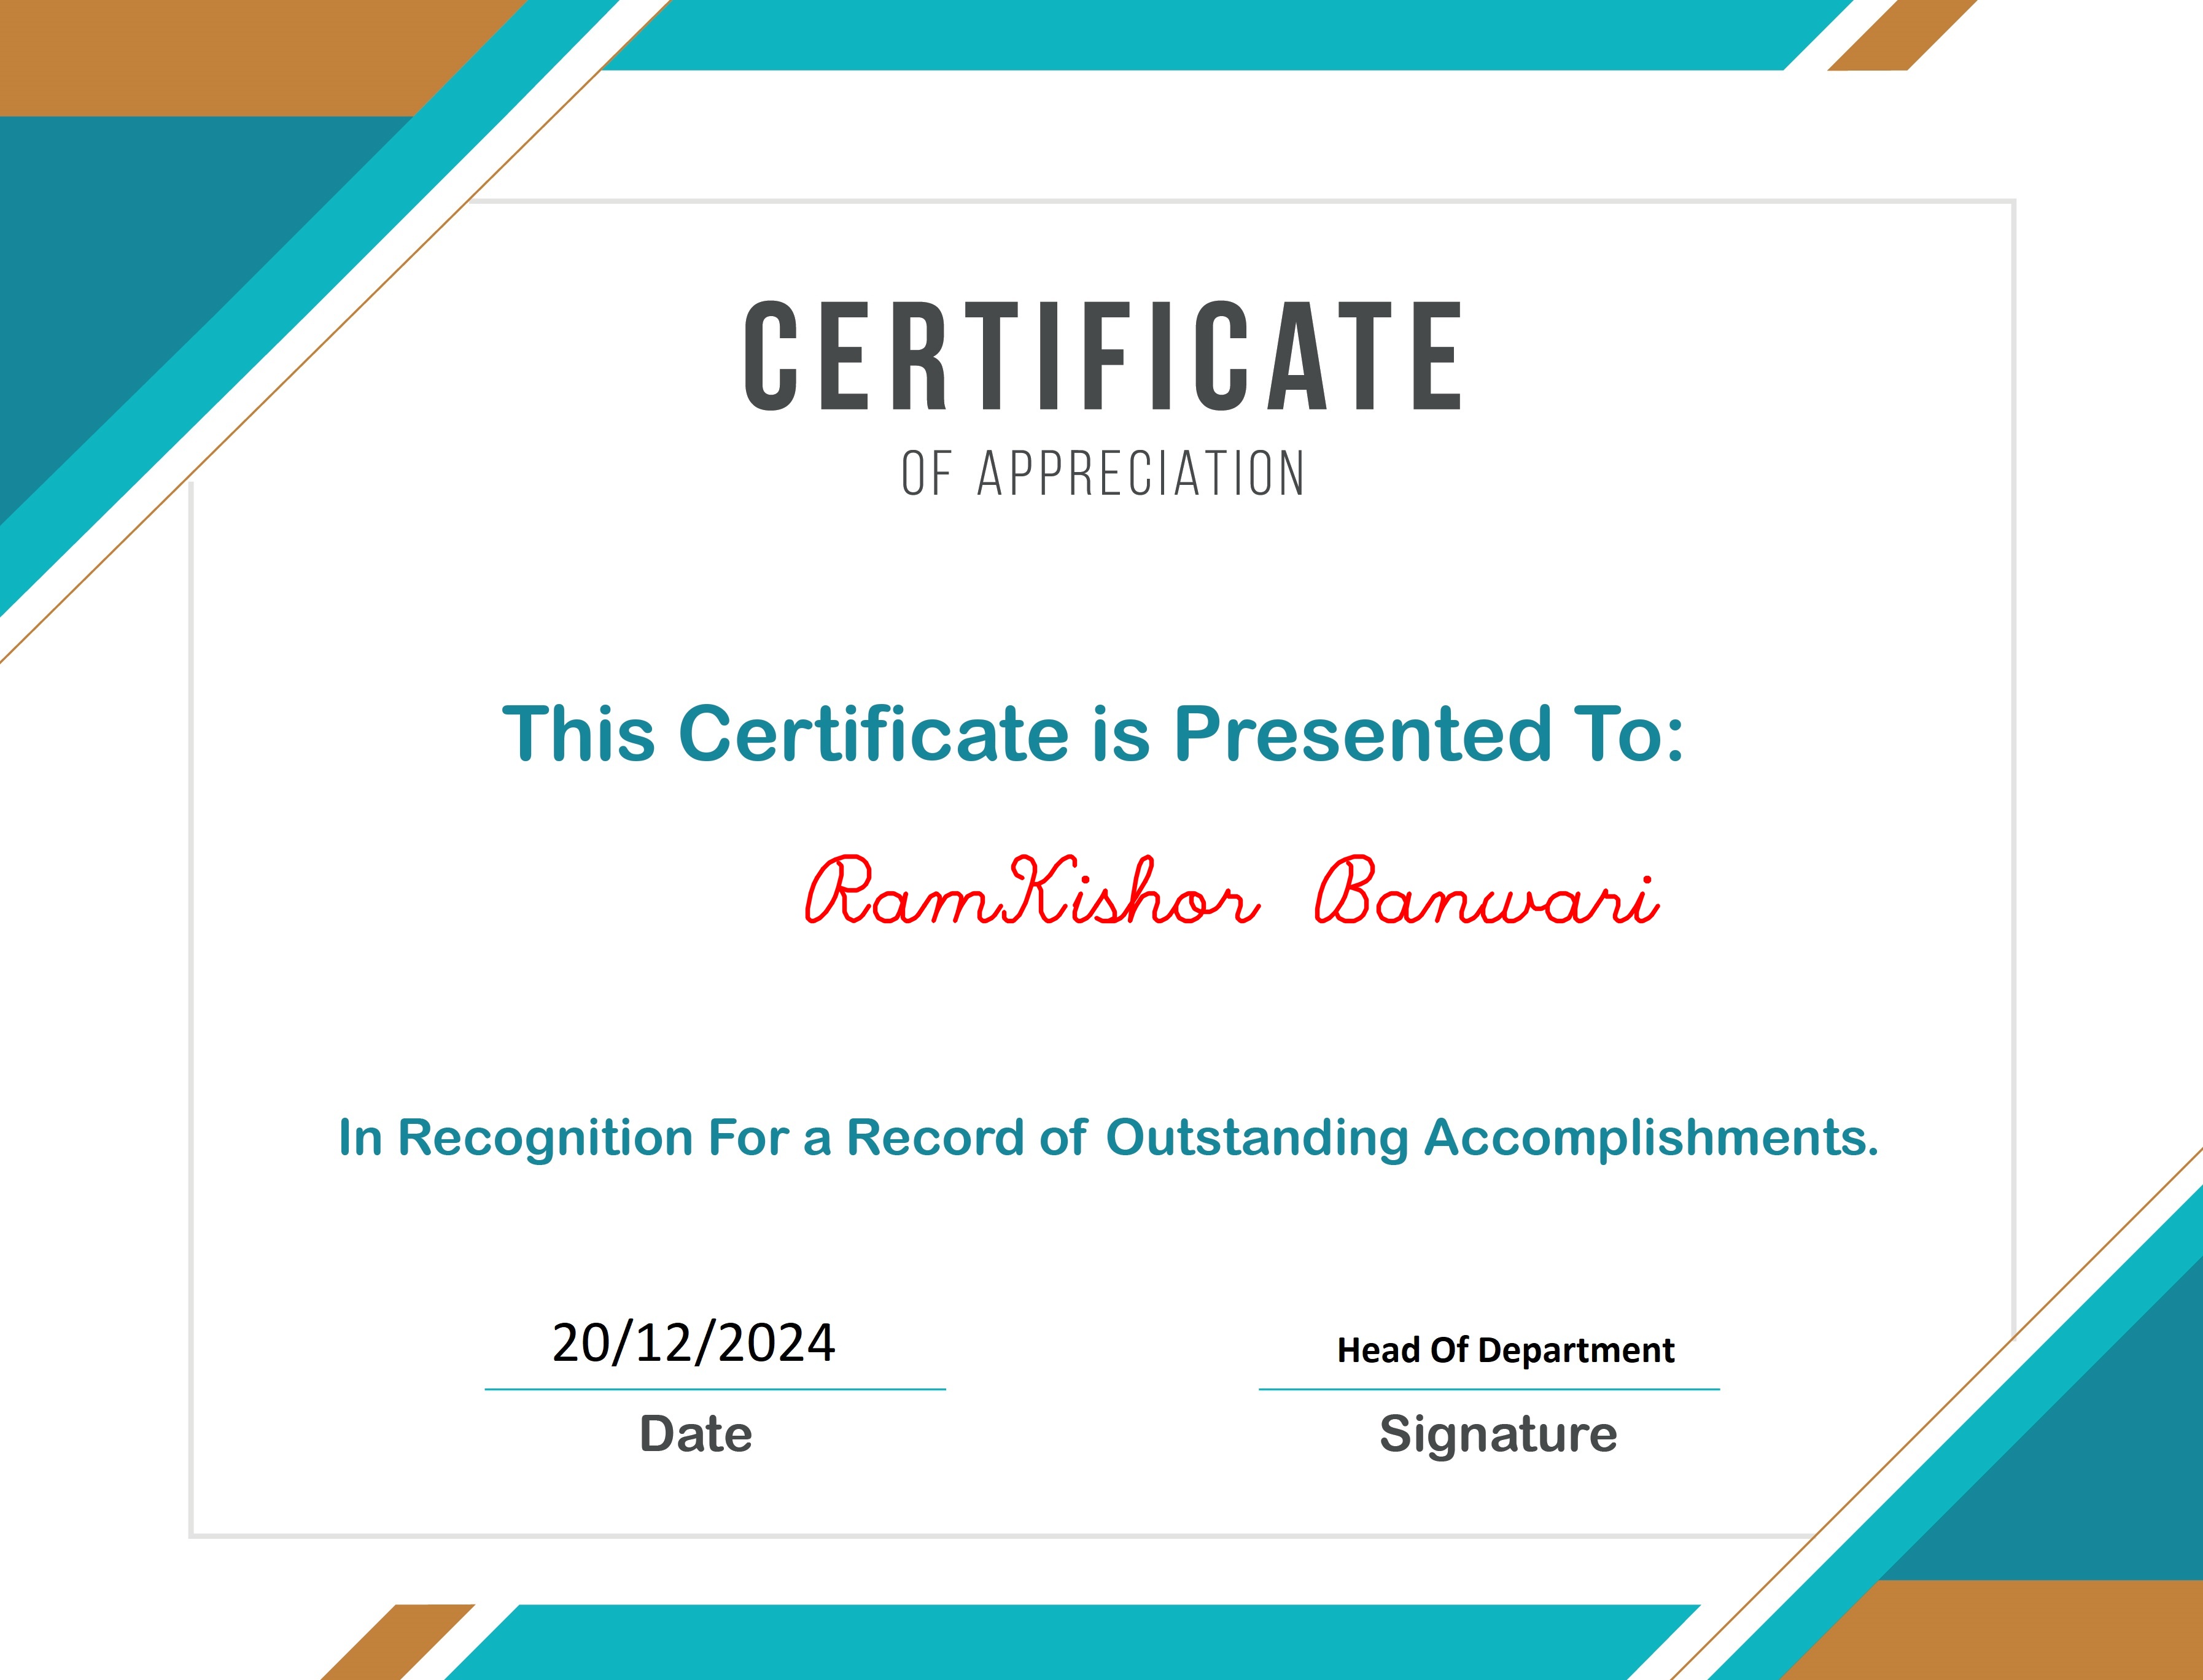 CERTIFICATE
OF APPRECIATION
This Certificate is Presented To:
RamKishor Banwari
In Recognition For a Record of Outstanding Accomplishments.
20/12/2024
Head Of Department
Date
Signature